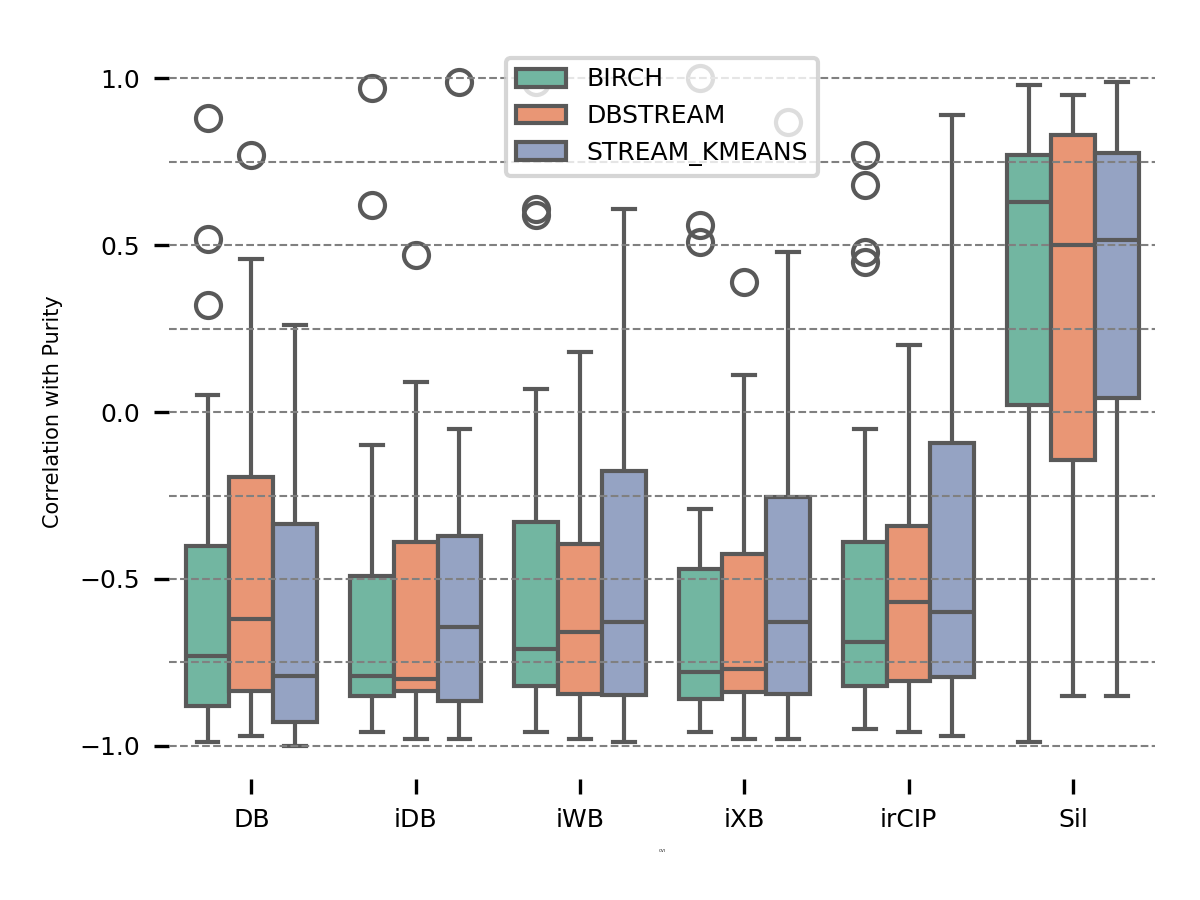 1.0
0.5
0.0
−0.5
−1.0
Correlation with Purity
BIRCH
DBSTREAM
STREAM_KMEANS
DB
iDB
iWB
iXB
irCIP
Sil